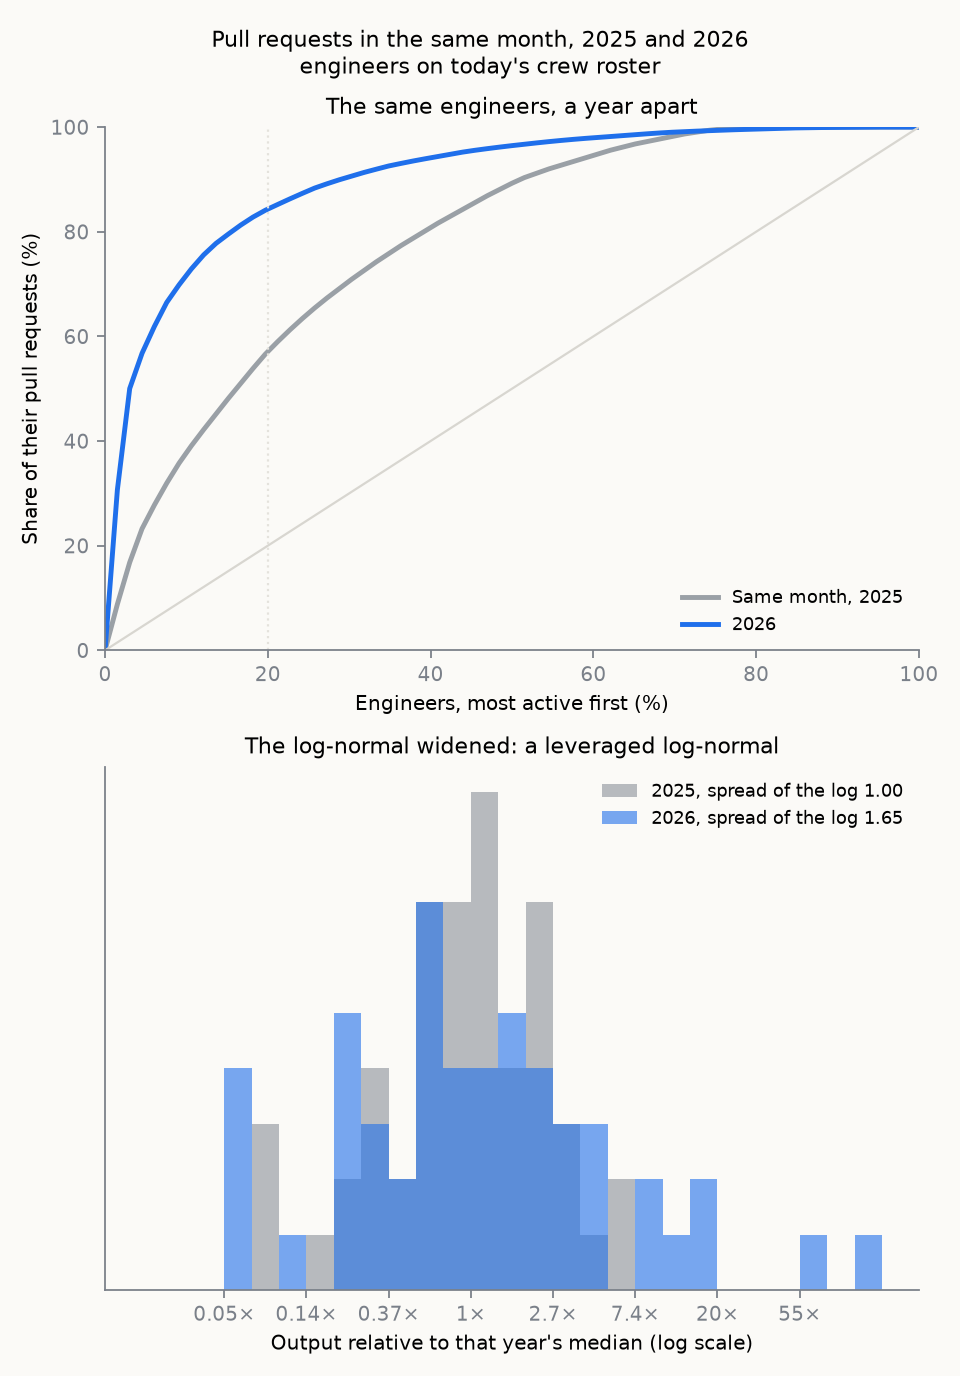 Pull requests in the same month, 2025 and 2026
engineers on today's crew roster
The same engineers, a year apart
100
80
60
40
20
0
Share of their pull requests (%)
Same month, 2025
2026
0 20 40 60 80 100
Engineers, most active first (%)
The log-normal widened: a leveraged log-normal
2025, spread of the log 1.00
2026, spread of the log 1.65
0.05× 0.14× 0.37× 1× 2.7× 7.4× 20× 55×
Output relative to that year's median (log scale)